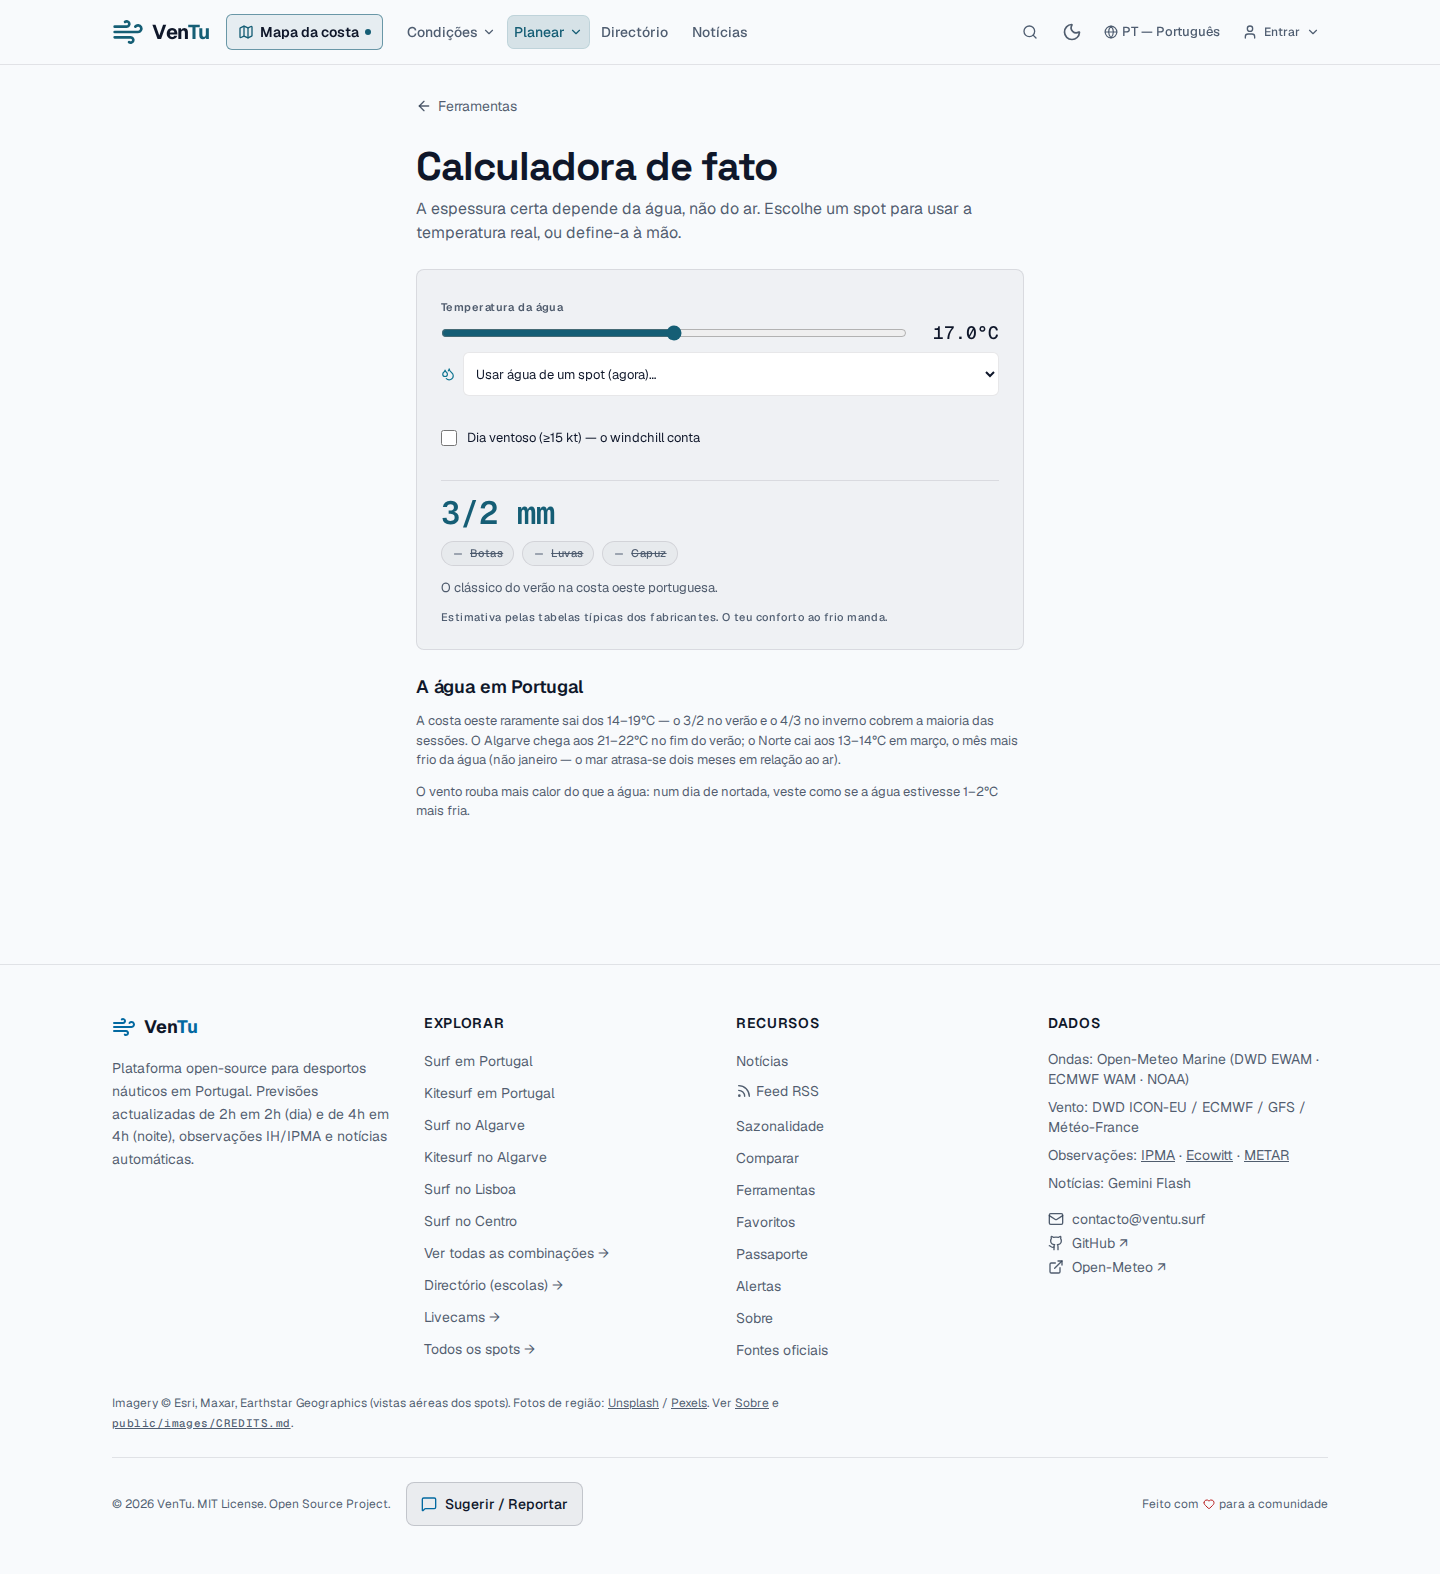 VenTu
Mapa da costa
Condições
Planear
Directório
Notícias
PT — Português
Entrar
Ferramentas
Calculadora de fato
A espessura certa depende da água, não do ar. Escolhe um spot para usar a
temperatura real, ou define-a à mão.
Temperatura da água
17.0°C
Usar água de um spot (agora)…
Dia ventoso (≥15 kt) — o windchill conta
3/2 mm
— Botas
— Luvas
— Capuz
O clássico do verão na costa oeste portuguesa.
Estimativa pelas tabelas típicas dos fabricantes. O teu conforto ao frio manda.
A água em Portugal
A costa oeste raramente sai dos 14–19°C — o 3/2 no verão e o 4/3 no inverno cobrem a maioria das
sessões. O Algarve chega aos 21–22°C no fim do verão; o Norte cai aos 13–14°C em março, o mês mais
frio da água (não janeiro — o mar atrasa-se dois meses em relação ao ar).
O vento rouba mais calor do que a água: num dia de nortada, veste como se a água estivesse 1–2°C
mais fria.
VenTu
Plataforma open-source para desportos
náuticos em Portugal. Previsões
actualizadas de 2h em 2h (dia) e de 4h em
4h (noite), observações IH/IPMA e notícias
automáticas.
EXPLORAR
Surf em Portugal
Kitesurf em Portugal
Surf no Algarve
Kitesurf no Algarve
Surf no Lisboa
Surf no Centro
Ver todas as combinações →
Directório (escolas) →
Livecams →
Todos os spots →
RECURSOS
Notícias
Feed RSS
Sazonalidade
Comparar
Ferramentas
Favoritos
Passaporte
Alertas
Sobre
Fontes oficiais
DADOS
Ondas: Open-Meteo Marine (DWD EWAM ·
ECMWF WAM · NOAA)
Vento: DWD ICON-EU / ECMWF / GFS /
Météo-France
Observações: IPMA · Ecowitt · METAR
Notícias: Gemini Flash
contacto@ventu.surf
GitHub ↗
Open-Meteo ↗
Imagery © Esri, Maxar, Earthstar Geographics (vistas aéreas dos spots). Fotos de região: Unsplash / Pexels. Ver Sobre e
public/images/CREDITS.md.
© 2026 VenTu. MIT License. Open Source Project.
Sugerir / Reportar
Feito com ♡ para a comunidade